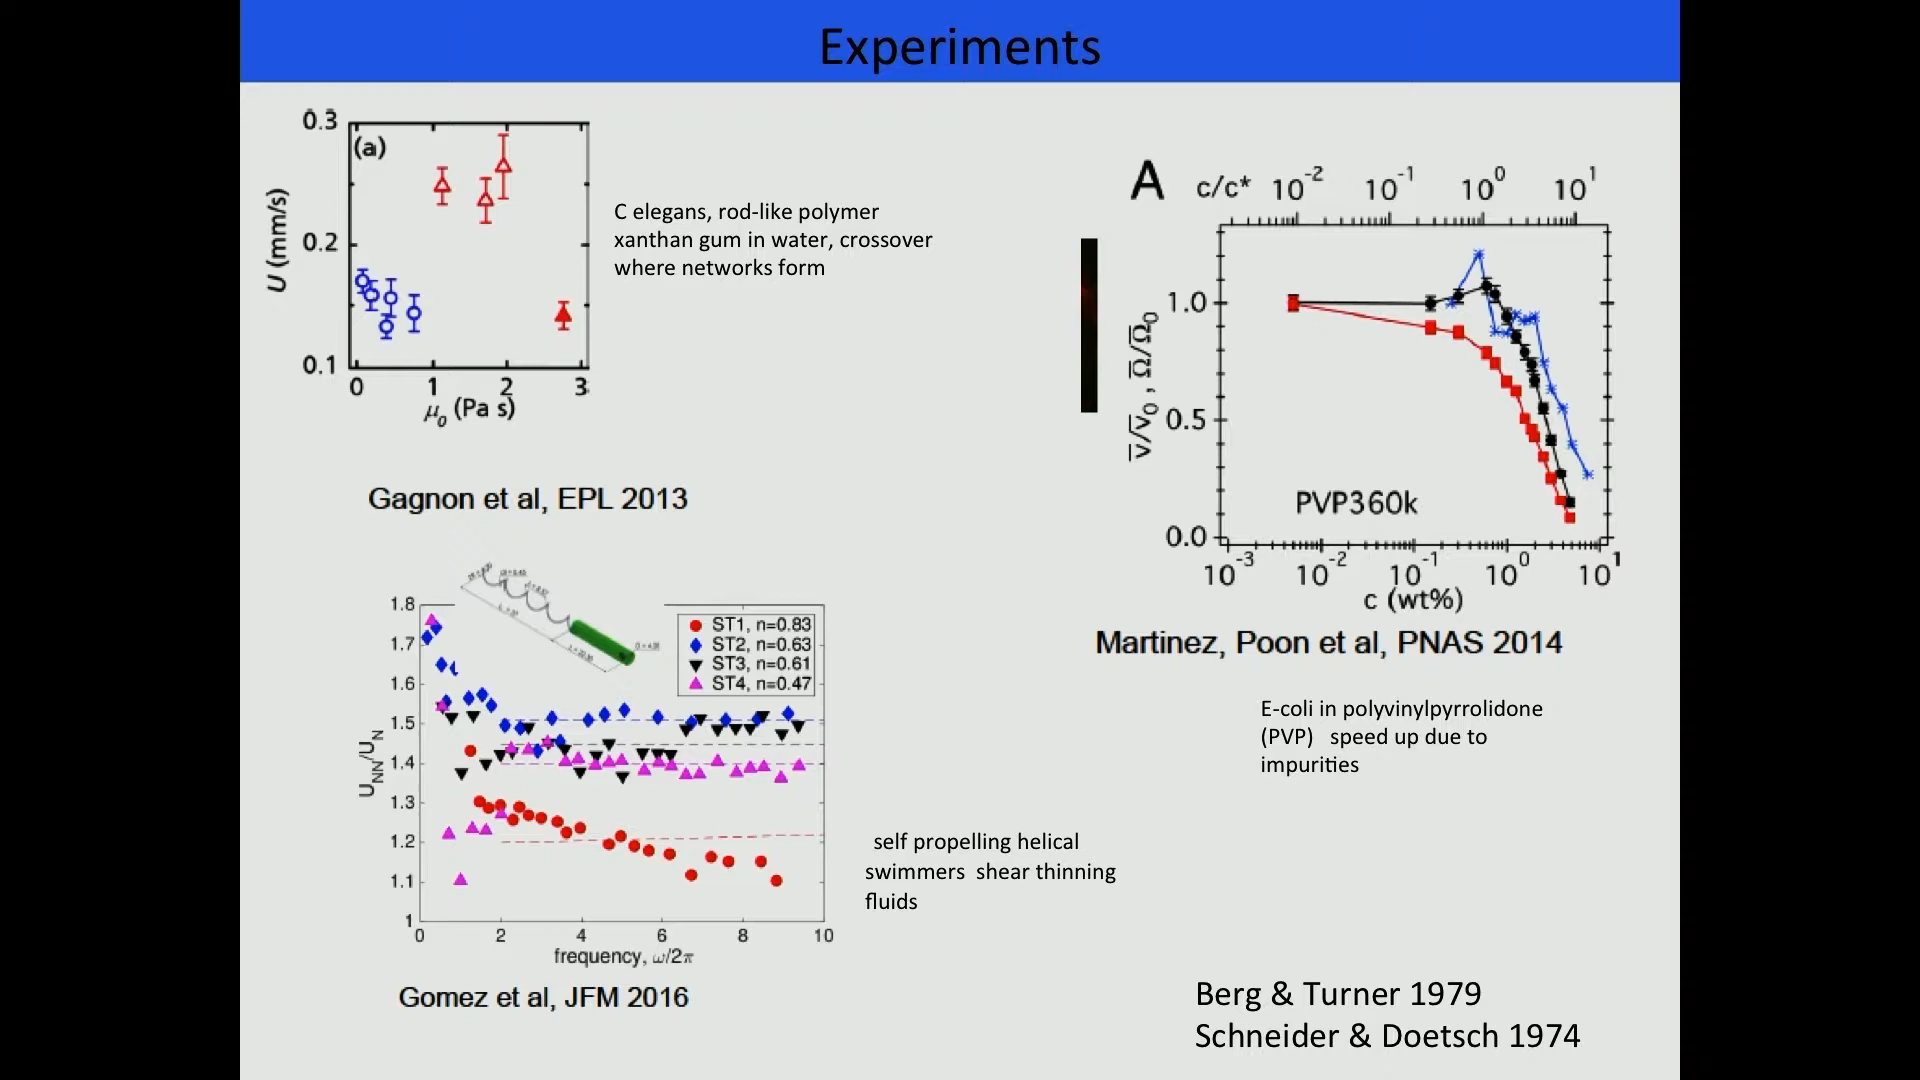 Experiments
0.3
(a)
0.2
0.1
U (mm/s)
0 1 2 3
μ0 (Pa s)
C elegans, rod-like polymer
xanthan gum in water, crossover
where networks form
Gagnon et al, EPL 2013
A
c/c* 10-2 10-1 100 101
1.0
0.5
0.0
v/v0 , Ω/Ω0
PVP360k
10-3 10-2 10-1 100 101
c (wt%)
Martinez, Poon et al, PNAS 2014
E-coli in polyvinylpyrrolidone
(PVP) speed up due to
impurities
1.8
1.7
1.6
1.5
1.4
1.3
1.2
1.1
1
UNN/UN
ST1, n=0.83
ST2, n=0.63
ST3, n=0.61
ST4, n=0.47
0 2 4 6 8 10
frequency, ω/2π
self propelling helical
swimmers shear thinning
fluids
Gomez et al, JFM 2016
Berg & Turner 1979
Schneider & Doetsch 1974